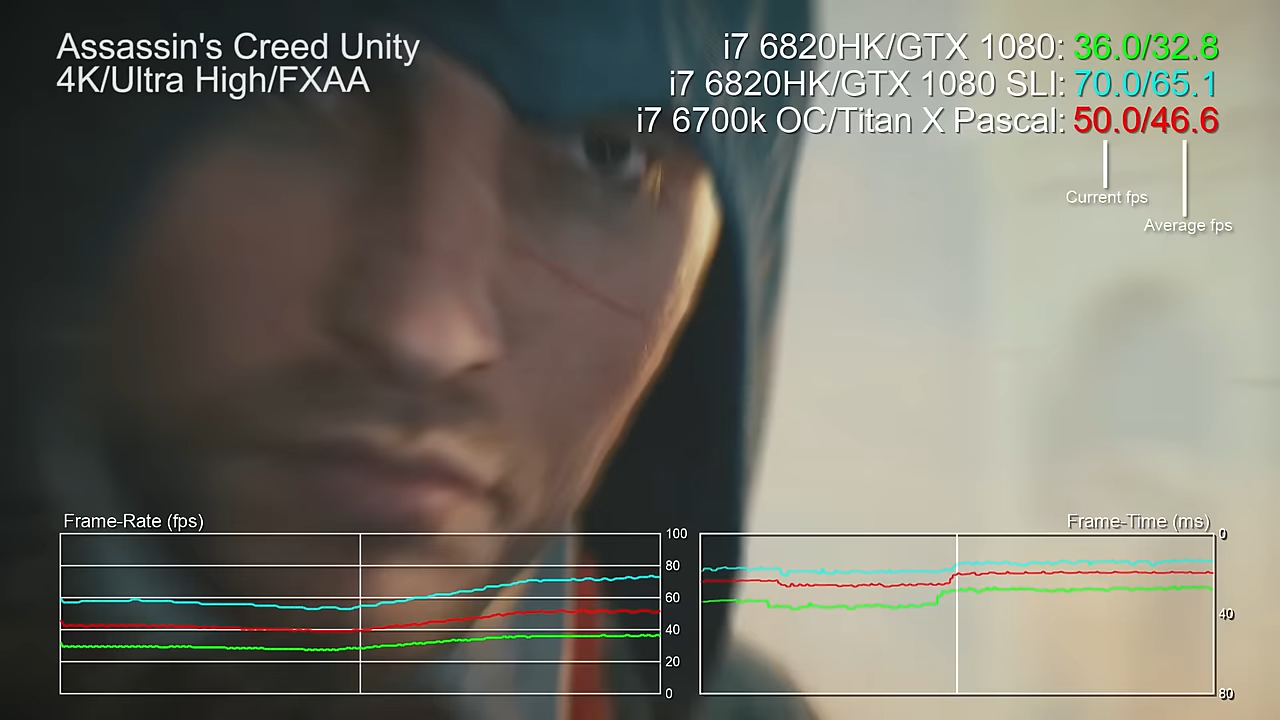 Assassin's Creed Unity
4K/Ultra High/FXAA
i7 6820HK/GTX 1080: 36.0/32.8
i7 6820HK/GTX 1080 SLI: 70.0/65.1
i7 6700k OC/Titan X Pascal: 50.0/46.6
Current fps
Average fps
Frame-Rate (fps)
100
80
60
40
20
0
Frame-Time (ms)
0
40
80